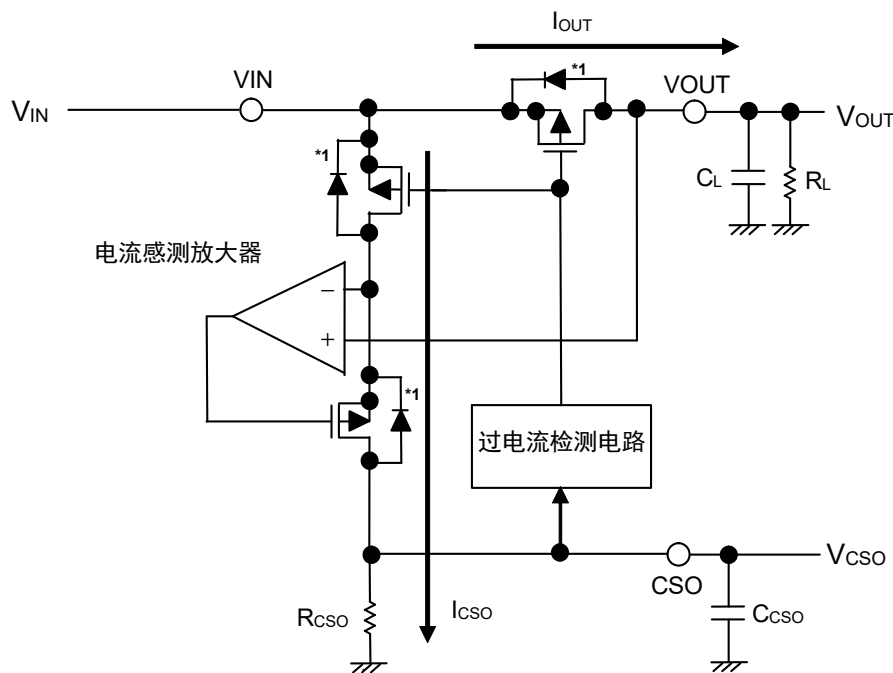 IOUT
*1
VIN
VOUT
VIN
VOUT
*1
CL
RL
电流感测放大器
−
+
*1
过电流检测电路
VCSO
CSO
RCSO
ICSO
CCSO